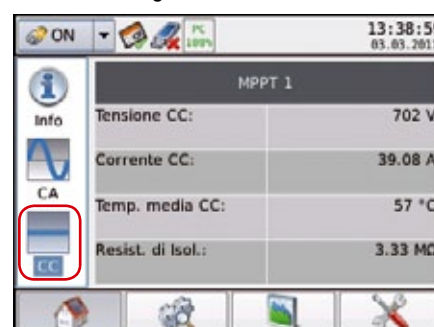 ON
PC
100%
13:38:5
03.03.201
Info
CA
CC
MPPT 1
Tensione CC: 702 V
Corrente CC: 39.08 A
Temp. media CC: 57 °C
Resist. di Isol.: 3.33 MΩ